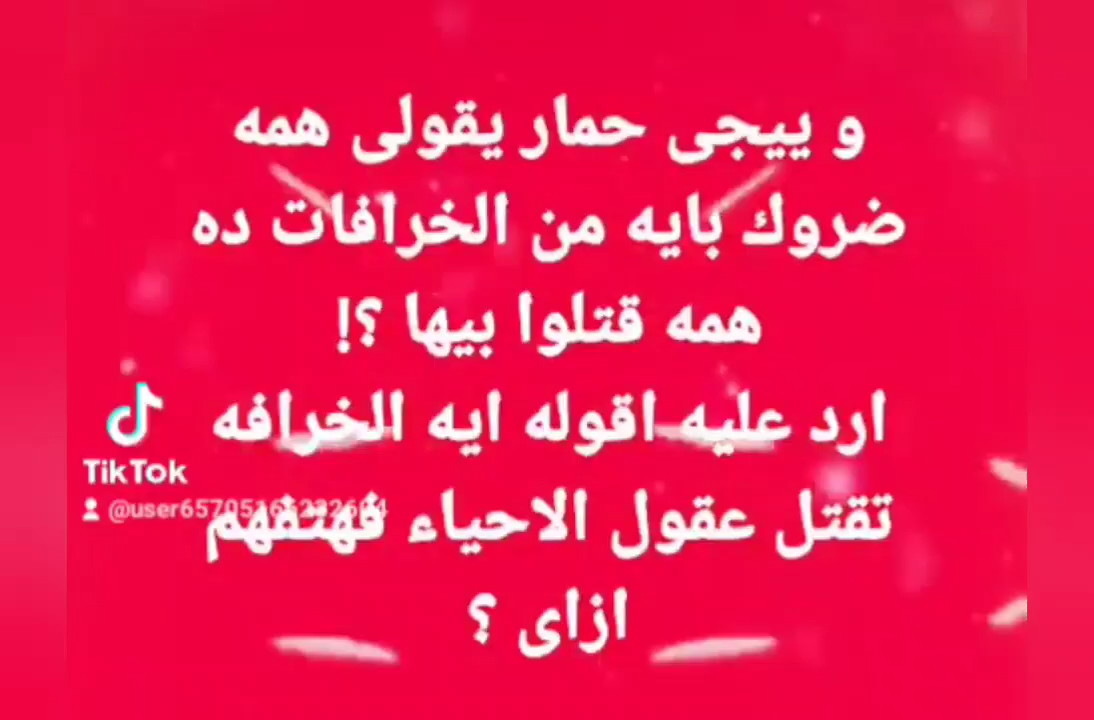 و ييجى حمار يقولى همه
ضروك بايه من الخرافات ده
همه قتلوا بيها ؟!
ارد عليه اقوله ايه الخرافه
تقتل عقول الاحياء فهتفهم
ازاى ؟
TikTok